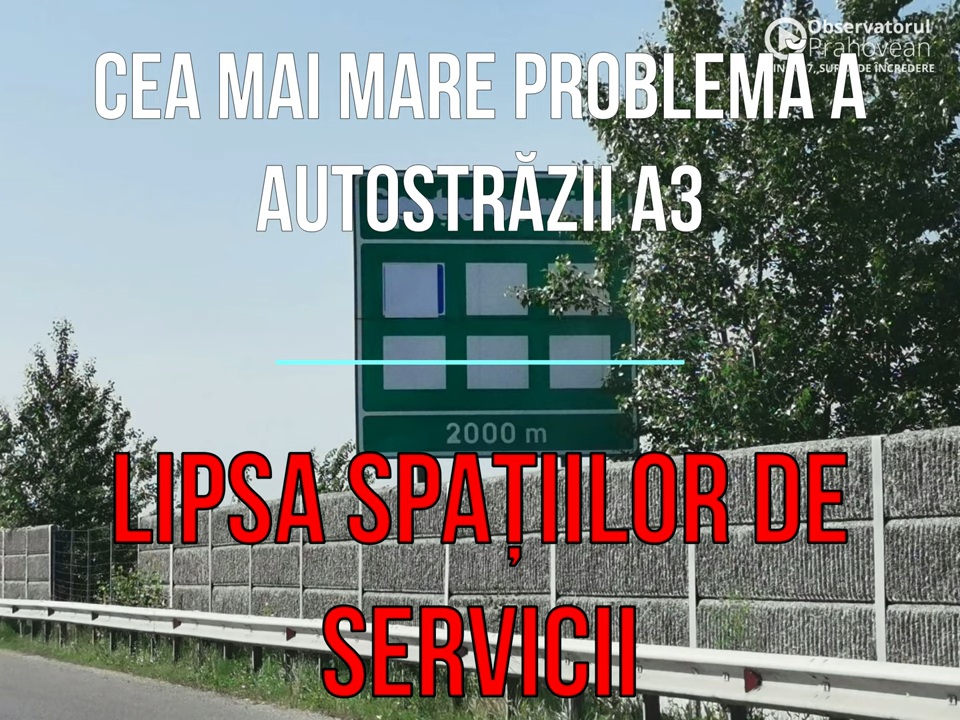 Observatorul
Prahovean
CEA MAI MARE PROBLEMĂ A
AUTOSTRĂZII A3
2000 m
LIPSA SPAȚIILOR DE
SERVICII